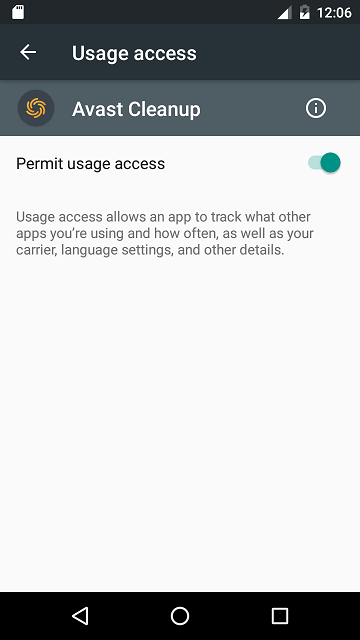 12:06
Usage access
Avast Cleanup
Permit usage access
Usage access allows an app to track what other
apps you're using and how often, as well as your
carrier, language settings, and other details.